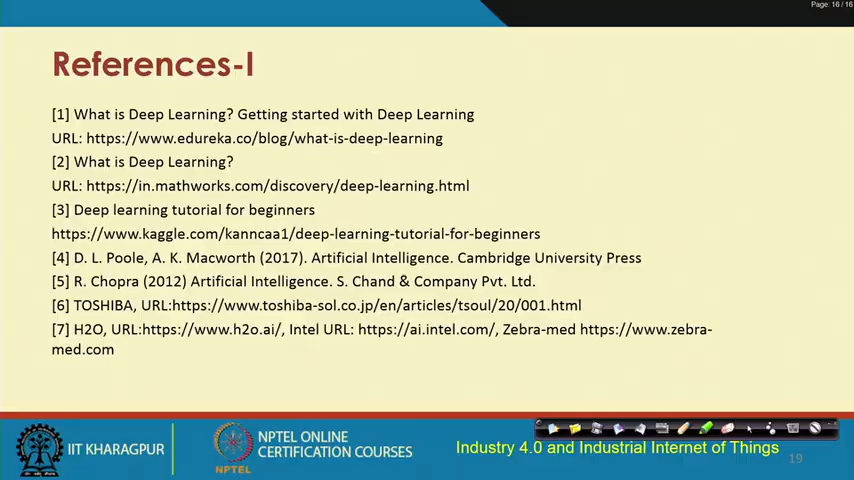 Page: 16 / 16
References-I
[1] What is Deep Learning? Getting started with Deep Learning
URL: https://www.edureka.co/blog/what-is-deep-learning
[2] What is Deep Learning?
URL: https://in.mathworks.com/discovery/deep-learning.html
[3] Deep learning tutorial for beginners
https://www.kaggle.com/kanncaa1/deep-learning-tutorial-for-beginners
[4] D. L. Poole, A. K. Macworth (2017). Artificial Intelligence. Cambridge University Press
[5] R. Chopra (2012) Artificial Intelligence. S. Chand & Company Pvt. Ltd.
[6] TOSHIBA, URL:https://www.toshiba-sol.co.jp/en/articles/tsoul/20/001.html
[7] H2O, URL:https://www.h2o.ai/, Intel URL: https://ai.intel.com/, Zebra-med https://www.zebra-
med.com
IIT KHARAGPUR
NPTEL
NPTEL ONLINE
CERTIFICATION COURSES
Industry 4.0 and Industrial Internet of Things
19